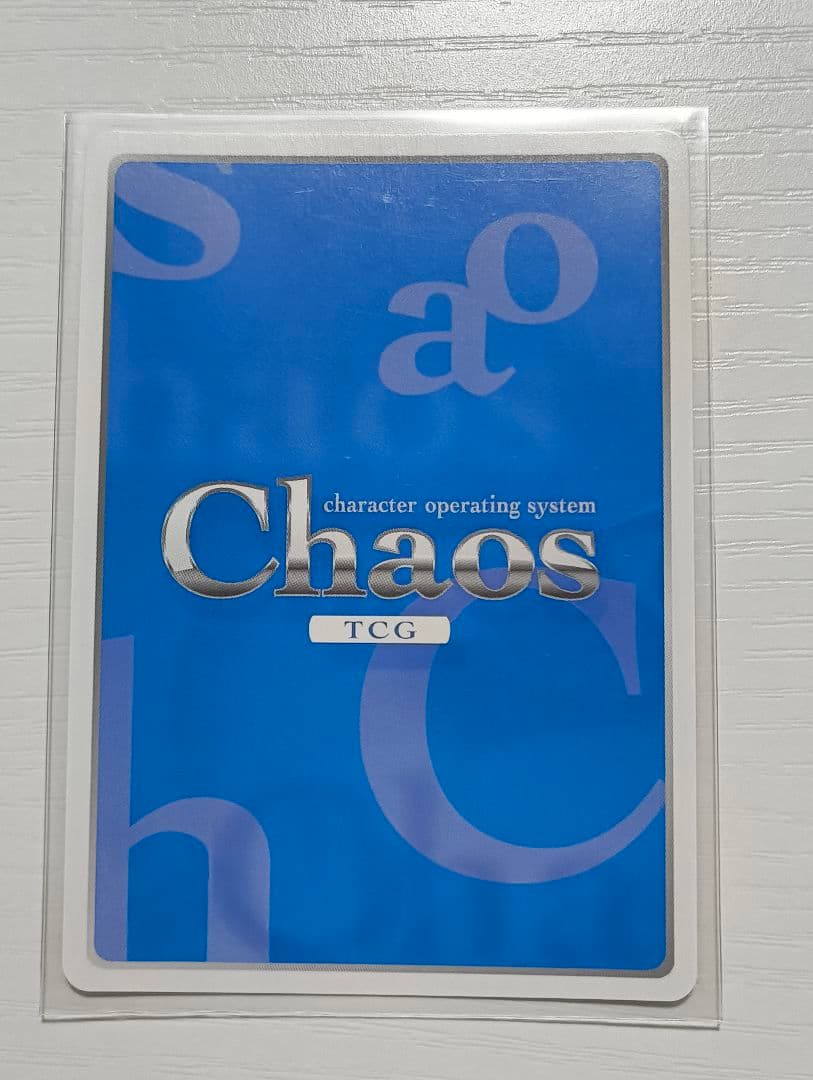 s
a o
character operating system
Chaos
TCG
C
h